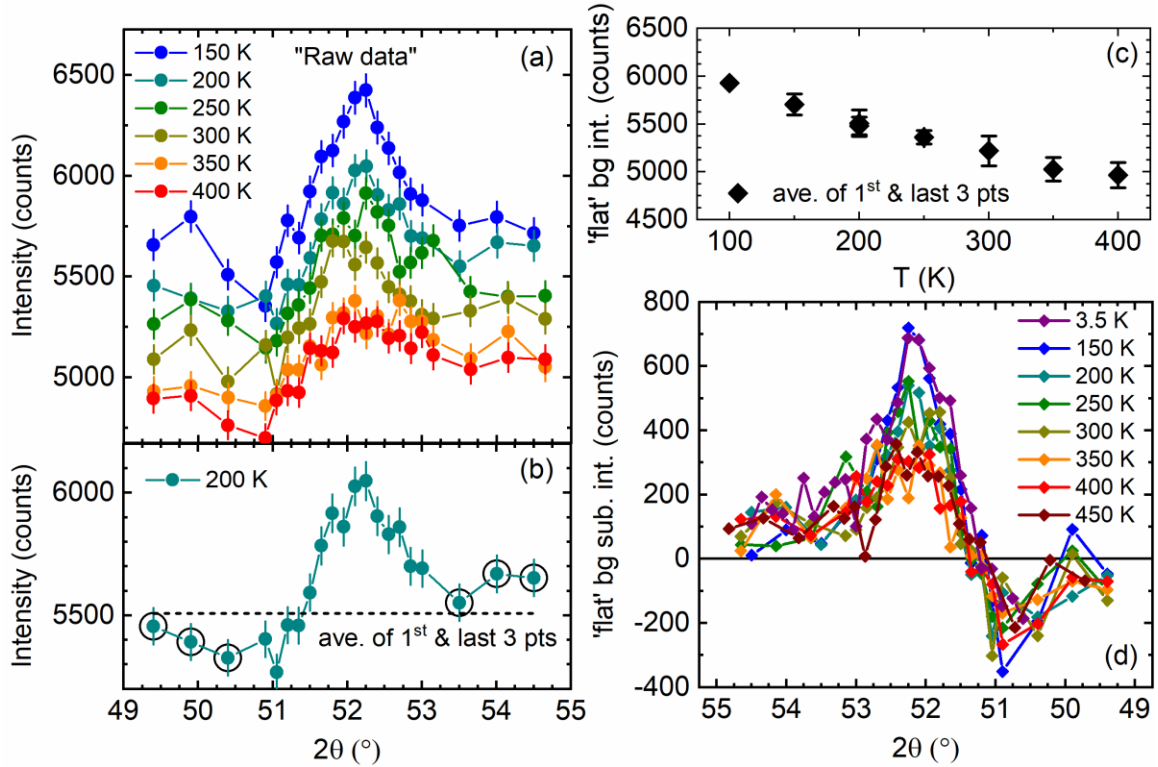 "Raw data"
(a)
150 K
200 K
250 K
300 K
350 K
400 K
Intensity (counts)
6500
6000
5500
5000
(b)
200 K
Intensity (counts)
6000
5500
ave. of 1st & last 3 pts
49 50 51 52 53 54 55
2θ (°)
(c)
'flat' bg int. (counts)
6500
6000
5500
5000
4500
ave. of 1st & last 3 pts
100 200 300 400
T (K)
'flat' bg sub. int. (counts)
800
600
400
200
0
-200
-400
3.5 K
150 K
200 K
250 K
300 K
350 K
400 K
450 K
(d)
55 54 53 52 51 50 49
2θ (°)